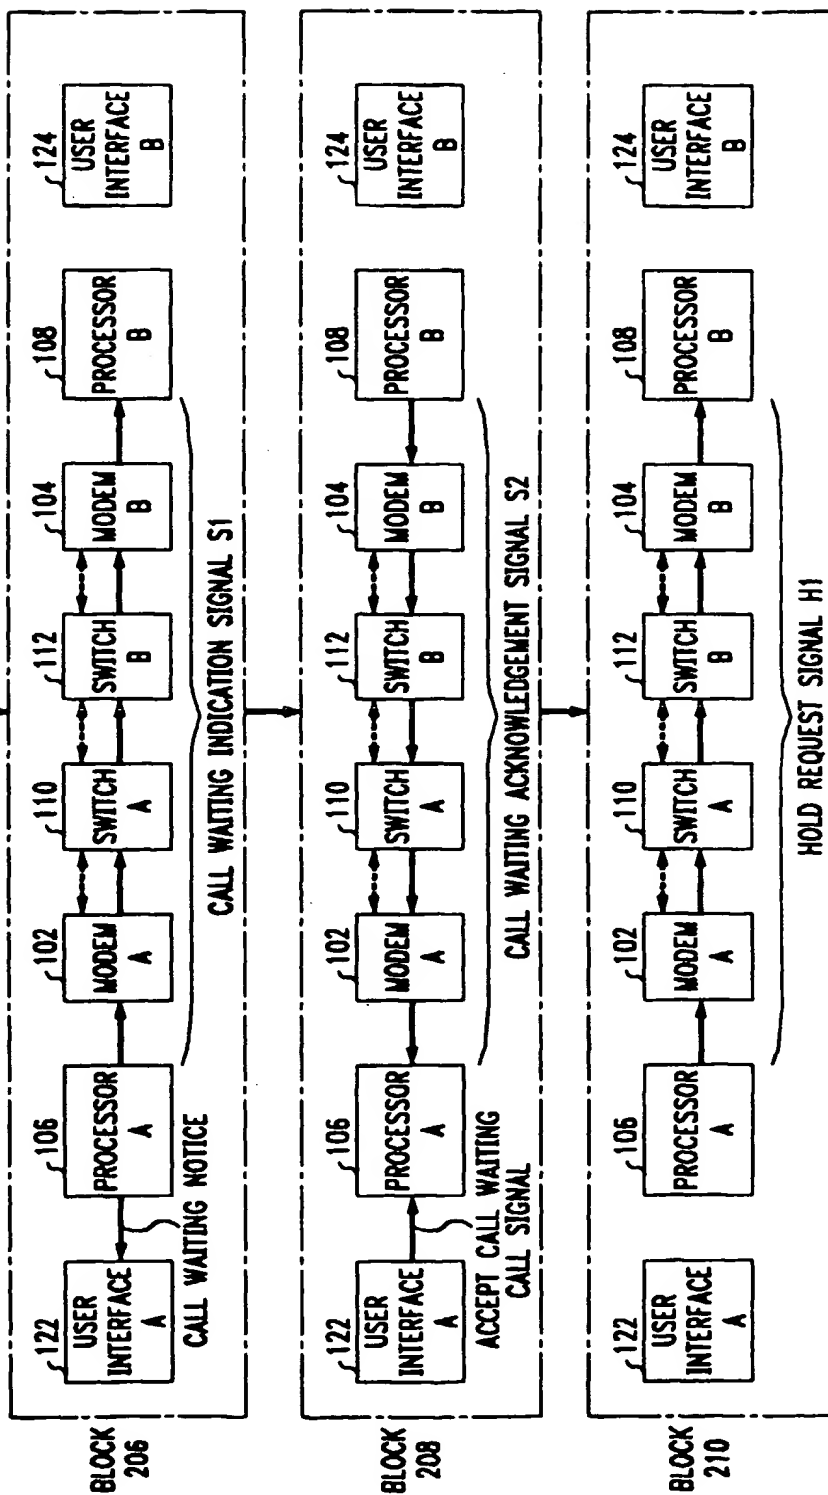 BLOCK
206
122
USER
INTERFACE
A
CALL WAITING NOTICE
106
PROCESSOR
A
102
MODEM
A
110
SWITCH
A
112
SWITCH
B
104
MODEM
B
108
PROCESSOR
B
124
USER
INTERFACE
B
CALL WAITING INDICATION SIGNAL S1
BLOCK
208
122
USER
INTERFACE
A
ACCEPT CALL WAITING
CALL SIGNAL
106
PROCESSOR
A
102
MODEM
A
110
SWITCH
A
112
SWITCH
B
104
MODEM
B
108
PROCESSOR
B
124
USER
INTERFACE
B
CALL WAITING ACKNOWLEDGEMENT SIGNAL S2
BLOCK
210
122
USER
INTERFACE
A
106
PROCESSOR
A
102
MODEM
A
110
SWITCH
A
112
SWITCH
B
104
MODEM
B
108
PROCESSOR
B
124
USER
INTERFACE
B
HOLD REQUEST SIGNAL H1